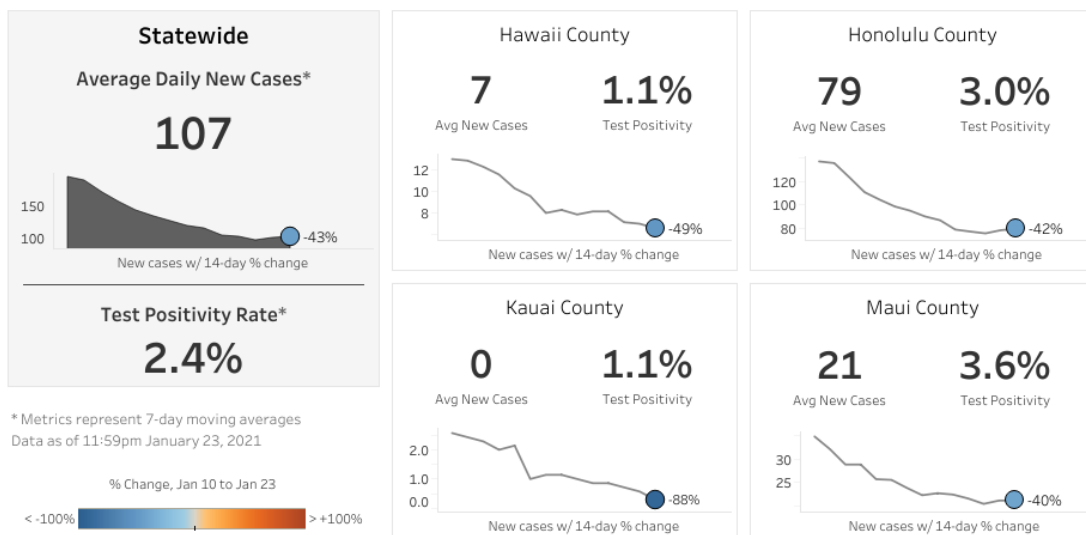 Statewide
Average Daily New Cases*
107
150
100
-43%
New cases w/ 14-day % change
Test Positivity Rate*
2.4%
* Metrics represent 7-day moving averages
Data as of 11:59pm January 23, 2021
% Change, Jan 10 to Jan 23
< -100% > +100%
Hawaii County
7 1.1%
Avg New Cases Test Positivity
12
10
8
-49%
New cases w/ 14-day % change
Honolulu County
79 3.0%
Avg New Cases Test Positivity
120
100
80
-42%
New cases w/ 14-day % change
Kauai County
0 1.1%
Avg New Cases Test Positivity
2.0
1.0
0.0
-88%
New cases w/ 14-day % change
Maui County
21 3.6%
Avg New Cases Test Positivity
30
25
-40%
New cases w/ 14-day % change